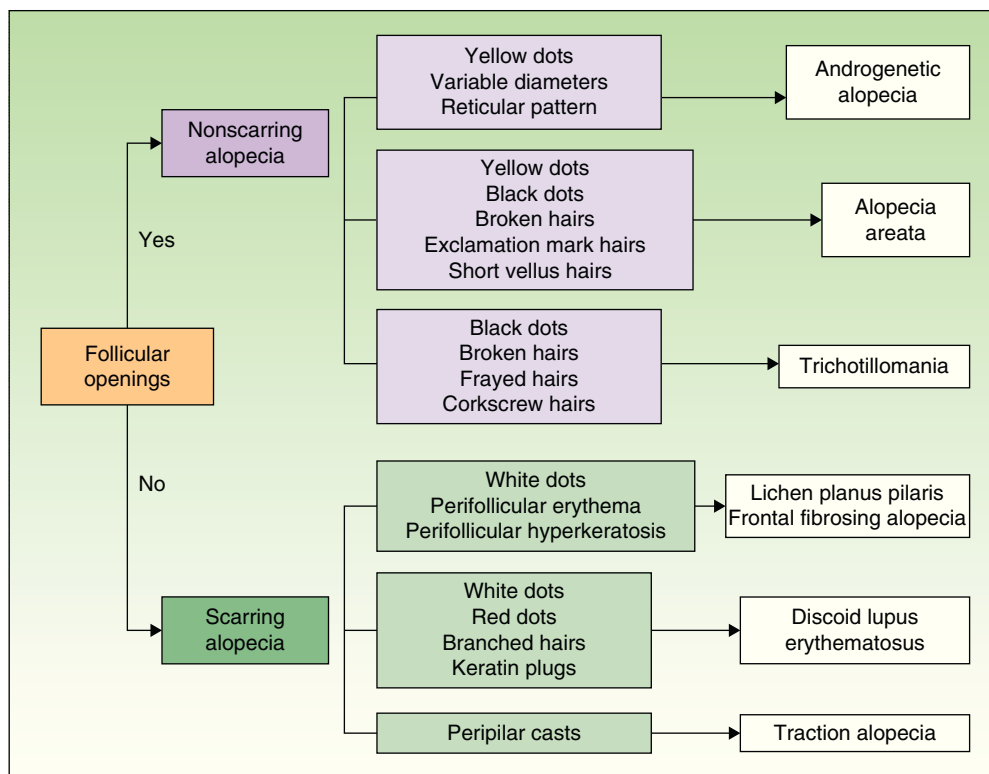 Follicular
openings
Yes
Nonscarring
alopecia
Yellow dots
Variable diameters
Reticular pattern
Androgenetic
alopecia
Yellow dots
Black dots
Broken hairs
Exclamation mark hairs
Short vellus hairs
Alopecia
areata
Black dots
Broken hairs
Frayed hairs
Corkscrew hairs
Trichotillomania
No
Scarring
alopecia
White dots
Perifollicular erythema
Perifollicular hyperkeratosis
Lichen planus pilaris
Frontal fibrosing alopecia
White dots
Red dots
Branched hairs
Keratin plugs
Discoid lupus
erythematosus
Peripilar casts
Traction alopecia